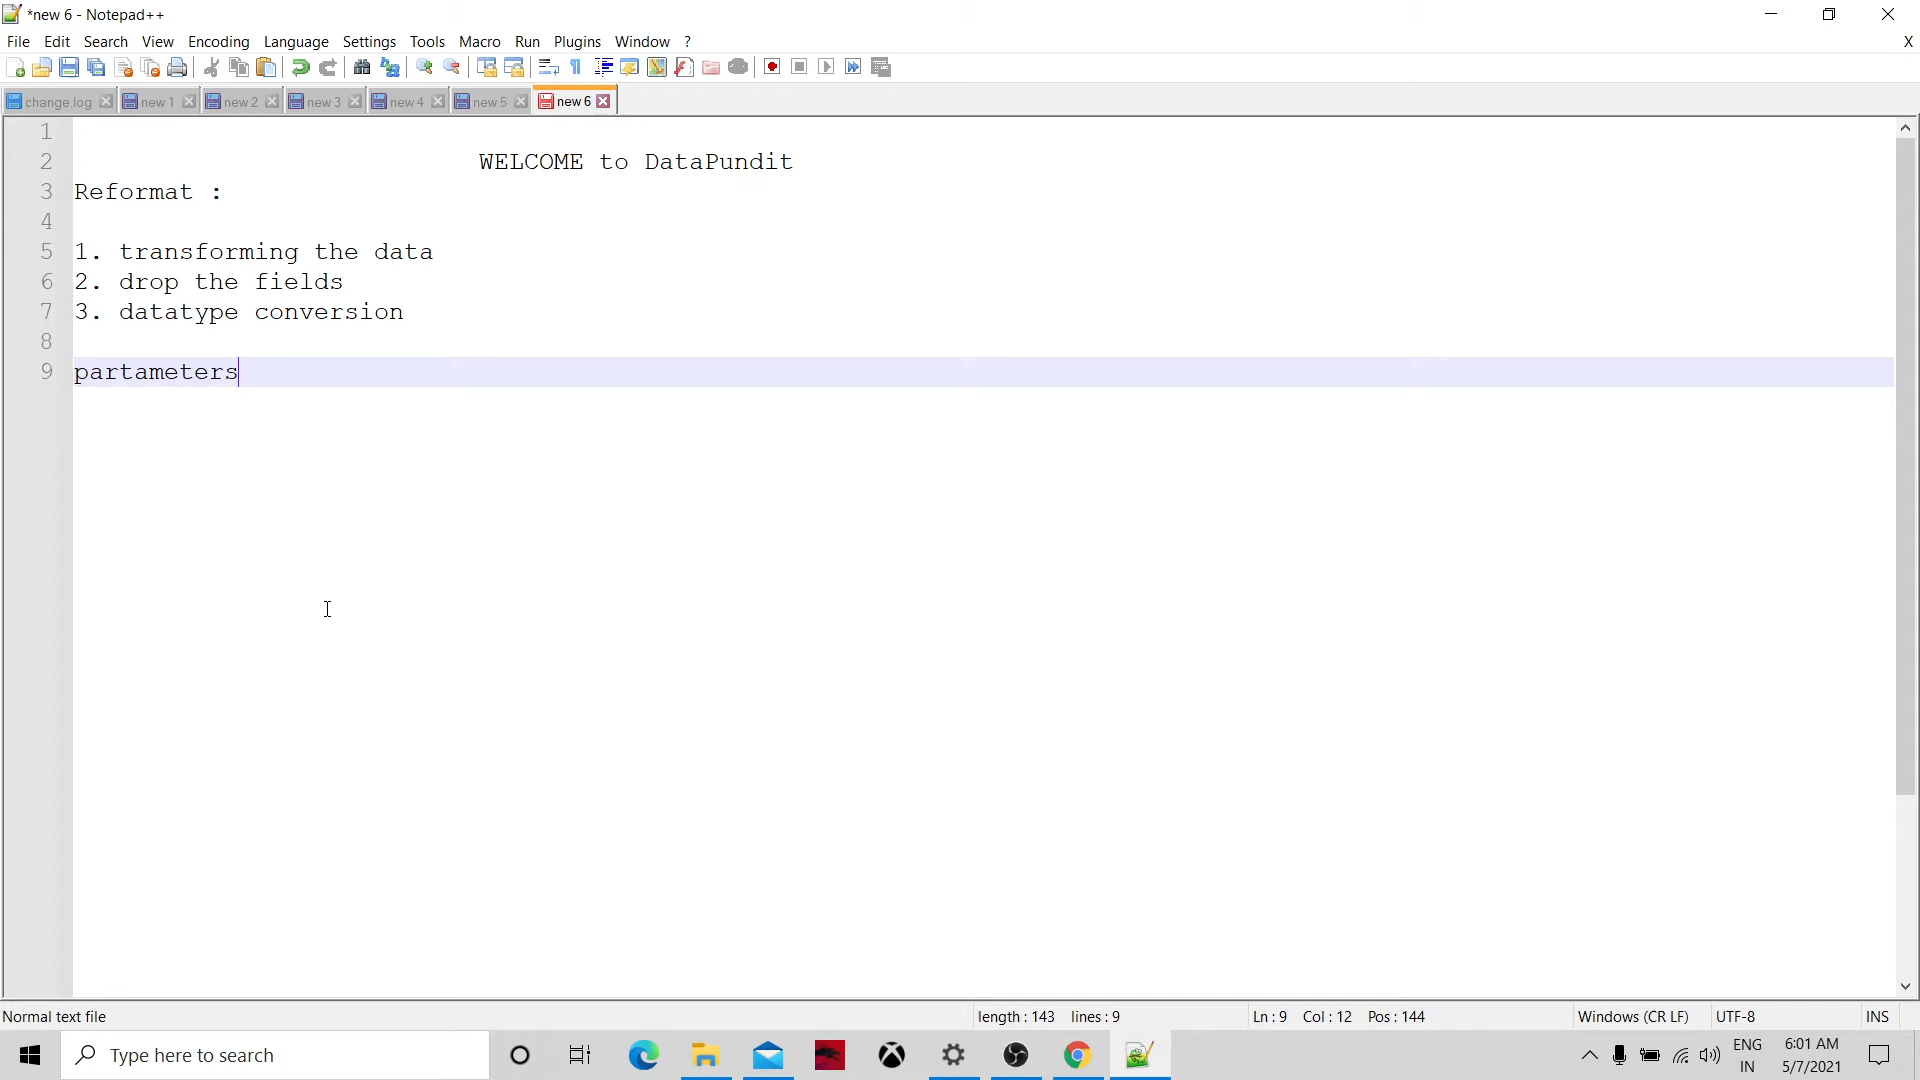 *new 6 - Notepad++
File Edit Search View Encoding Language Settings Tools Macro Run Plugins Window ? X
change.log new 1 new 2 new 3 new 4 new 5 new 6
1
2 WELCOME to DataPundit
3 Reformat :
4
5 1. transforming the data
6 2. drop the fields
7 3. datatype conversion
8
9 partameters
Normal text file length : 143 lines : 9 Ln : 9 Col : 12 Pos : 144 Windows (CR LF) UTF-8 INS
Type here to search ENG 6:01 AM
IN 5/7/2021